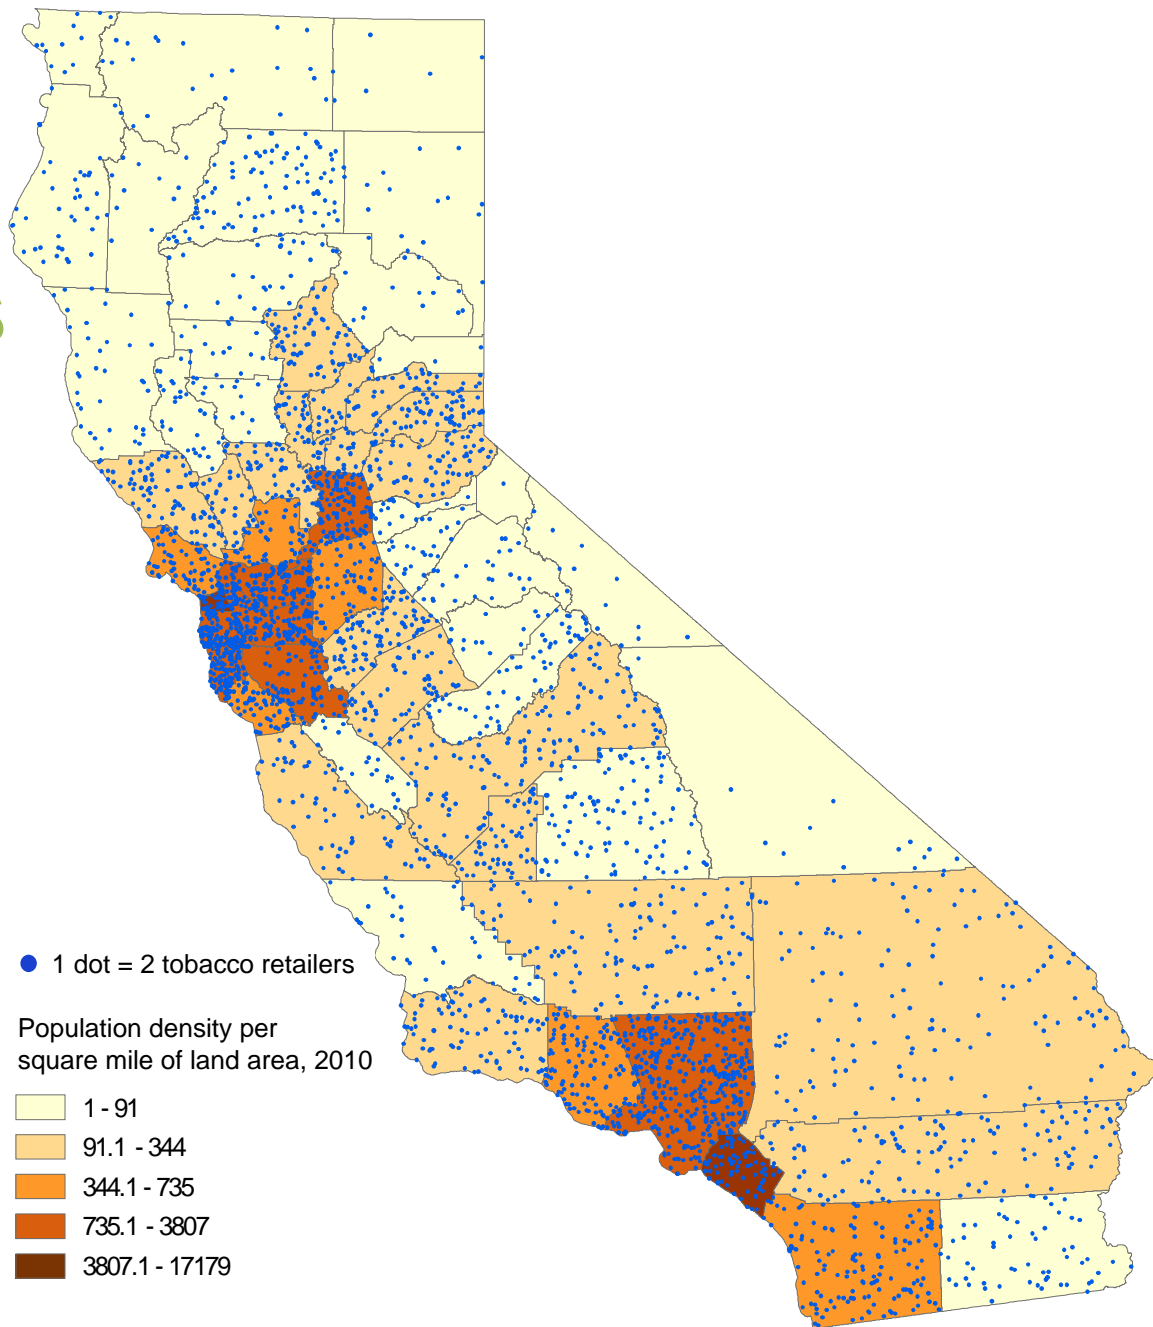 1 dot = 2 tobacco retailers
Population density per
square mile of land area, 2010
1 - 91
91.1 - 344
344.1 - 735
735.1 - 3807
3807.1 - 17179